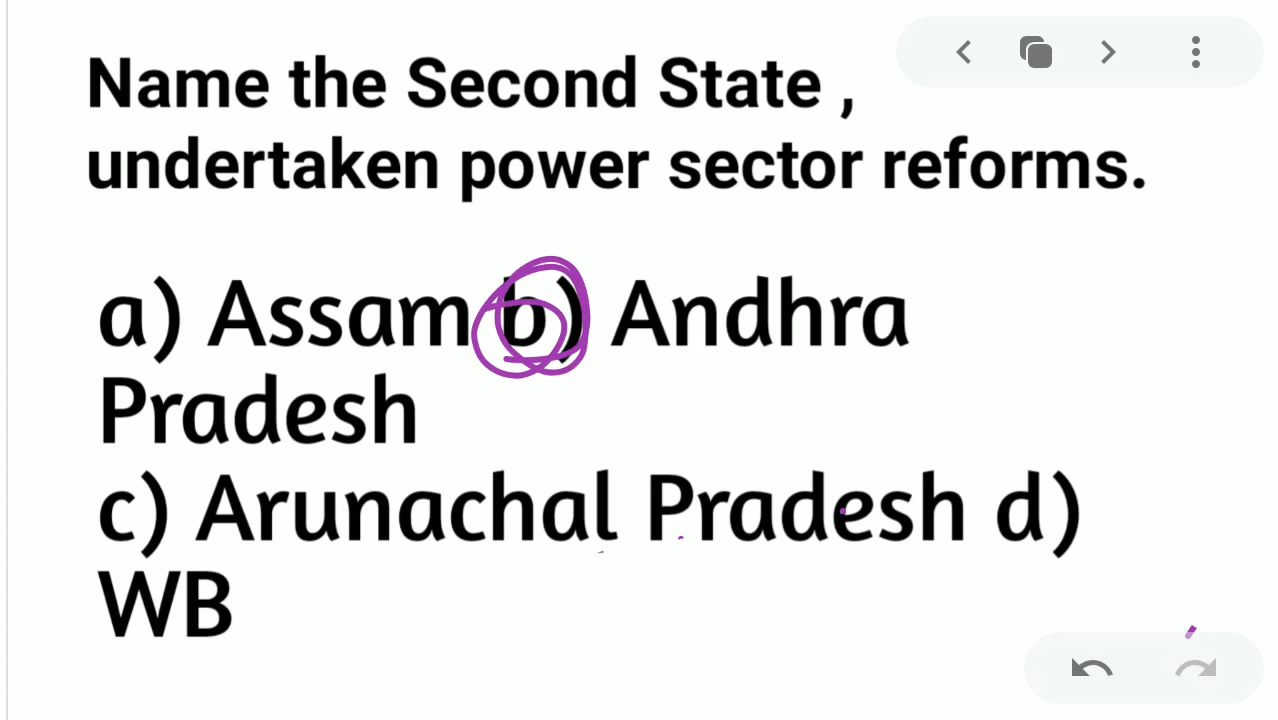 Name the Second State ,
undertaken power sector reforms.
a) Assam b) Andhra
Pradesh
c) Arunachal Pradesh d)
WB